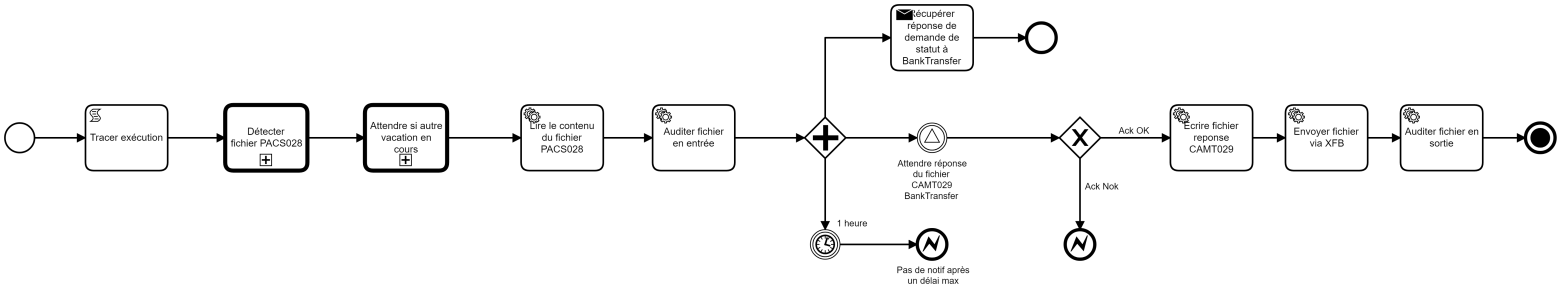 Tracer exécution
Détecter
fichier PACS028
Attendre si autre
vacation en
cours
Lire le contenu
du fichier
PACS028
Auditer fichier
en entrée
Récupérer
réponse de
demande de
statut à
BankTransfer
Attendre réponse
du fichier
CAMT029
BankTransfer
1 heure
Pas de notif après
un délai max
Ack OK
Ack Nok
Ecrire fichier
reponse
CAMT029
Envoyer fichier
via XFB
Auditer fichier en
sortie